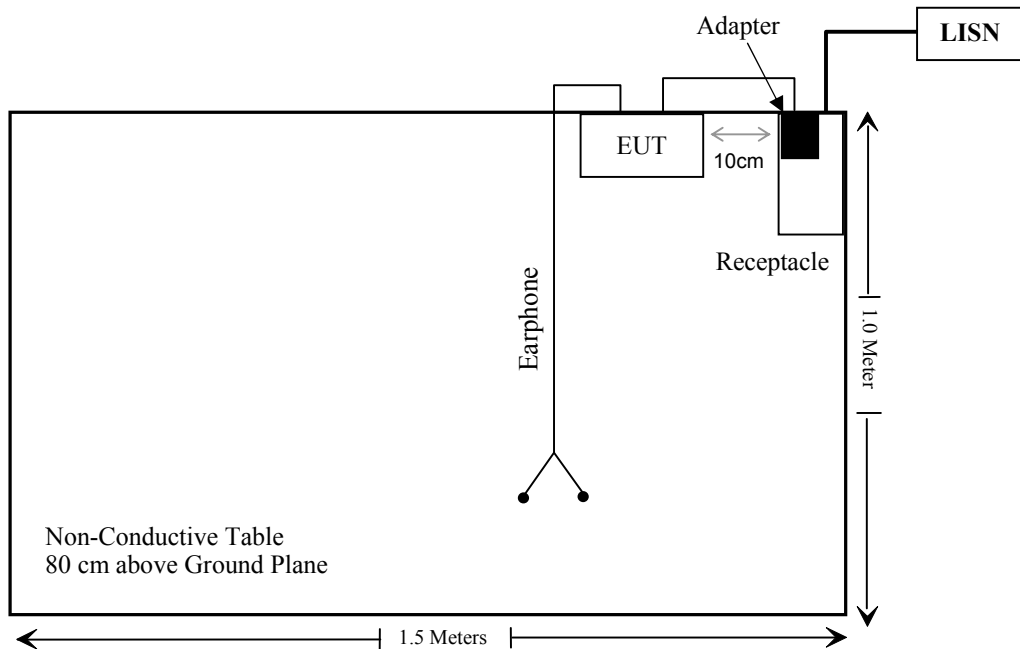 LISN
Adapter
EUT
10cm
Receptacle
Earphone
1.0 Meter
Non-Conductive Table
80 cm above Ground Plane
1.5 Meters